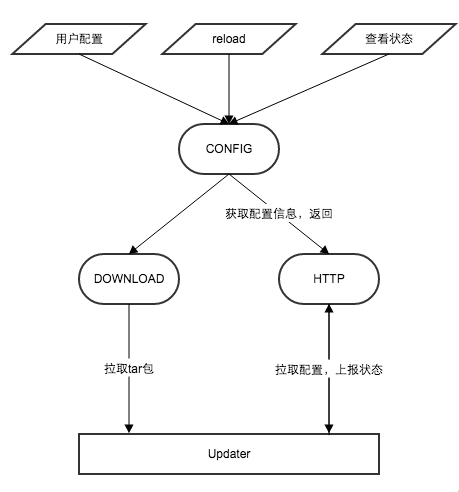 用户配置
reload
查看状态
CONFIG
获取配置信息，返回
DOWNLOAD
HTTP
拉取tar包
拉取配置，上报状态
Updater